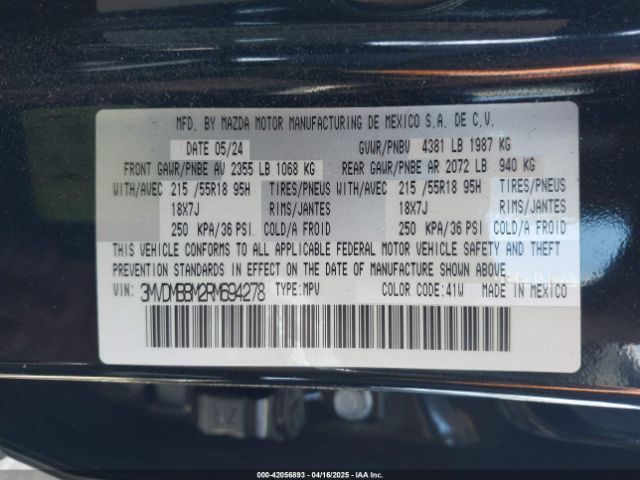 MFD. BY MAZDA MOTOR MANUFACTURING DE MEXICO S.A. DE C.V.
DATE 05/24 GVWR/PNBV 4381 LB 1987 KG
FRONT GAWR/PNBE AV 2355 LB 1068 KG REAR GAWR/PNBE AR 2072 LB 940 KG
WITH/AVEC 215 /55R18 95H TIRES/PNEUS WITH/AVEC 215 /55R18 95H TIRES/PNEUS
18X7J RIMS/JANTES 18X7J RIMS/JANTES
250 KPA/36 PSI. COLD/A FROID 250 KPA/36 PSI. COLD/A FROID
THIS VEHICLE CONFORMS TO ALL APPLICABLE FEDERAL MOTOR VEHICLE SAFETY AND THEFT
PREVENTION STANDARDS IN EFFECT ON THE DATE OF MANUFACTURE SHOWN ABOVE.
VIN: 3MVDMBBM2RM694278 TYPE:MPV COLOR CODE:41W MADE IN MEXICO
000-42056893 - 04/16/2025 - IAA Inc.